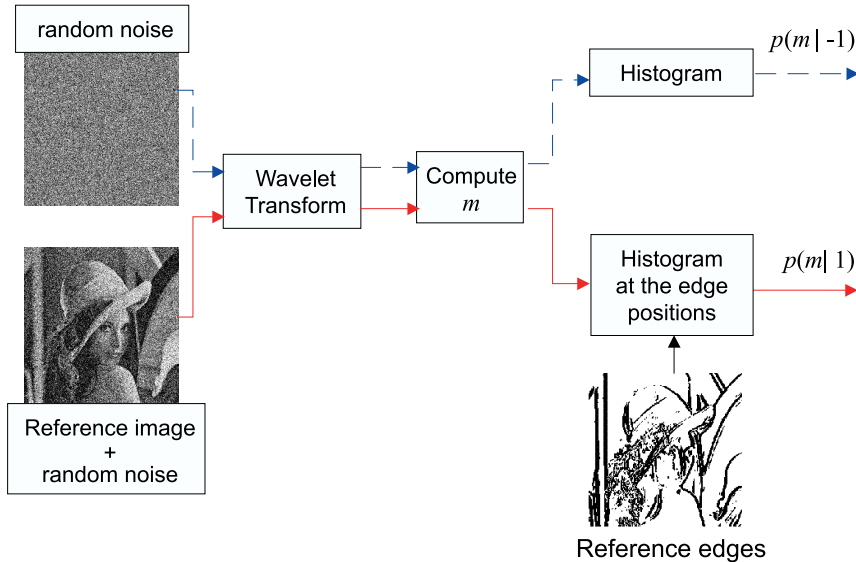 random noise
p(m | -1)
Histogram
Wavelet
Transform
Compute
m
Histogram
at the edge
positions
p(m| 1)
Reference image
+
random noise
Reference edges